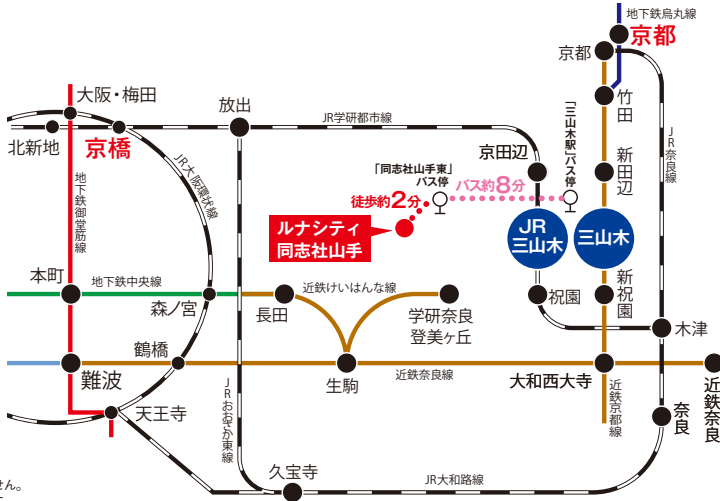 地下鉄烏丸線
京都
京都
大阪・梅田
放出
竹田
「三山木駅」バス停
JR学研都市線
北新地
京橋
JR大阪環状線
京田辺
新田辺
JR奈良線
「同志社山手東」
バス停
バス約8分
徒歩約2分
地下鉄御堂筋線
ルナシティ
同志社山手
JR
三山木
三山木
本町
地下鉄中央線
近鉄けいはんな線
森ノ宮
長田
学研奈良
登美ヶ丘
祝園
新祝園
木津
鶴橋
難波
生駒
近鉄奈良線
大和西大寺
近鉄奈良
JRおおさか東線
近鉄京都線
天王寺
奈良
久宝寺
JR大和路線
せん。